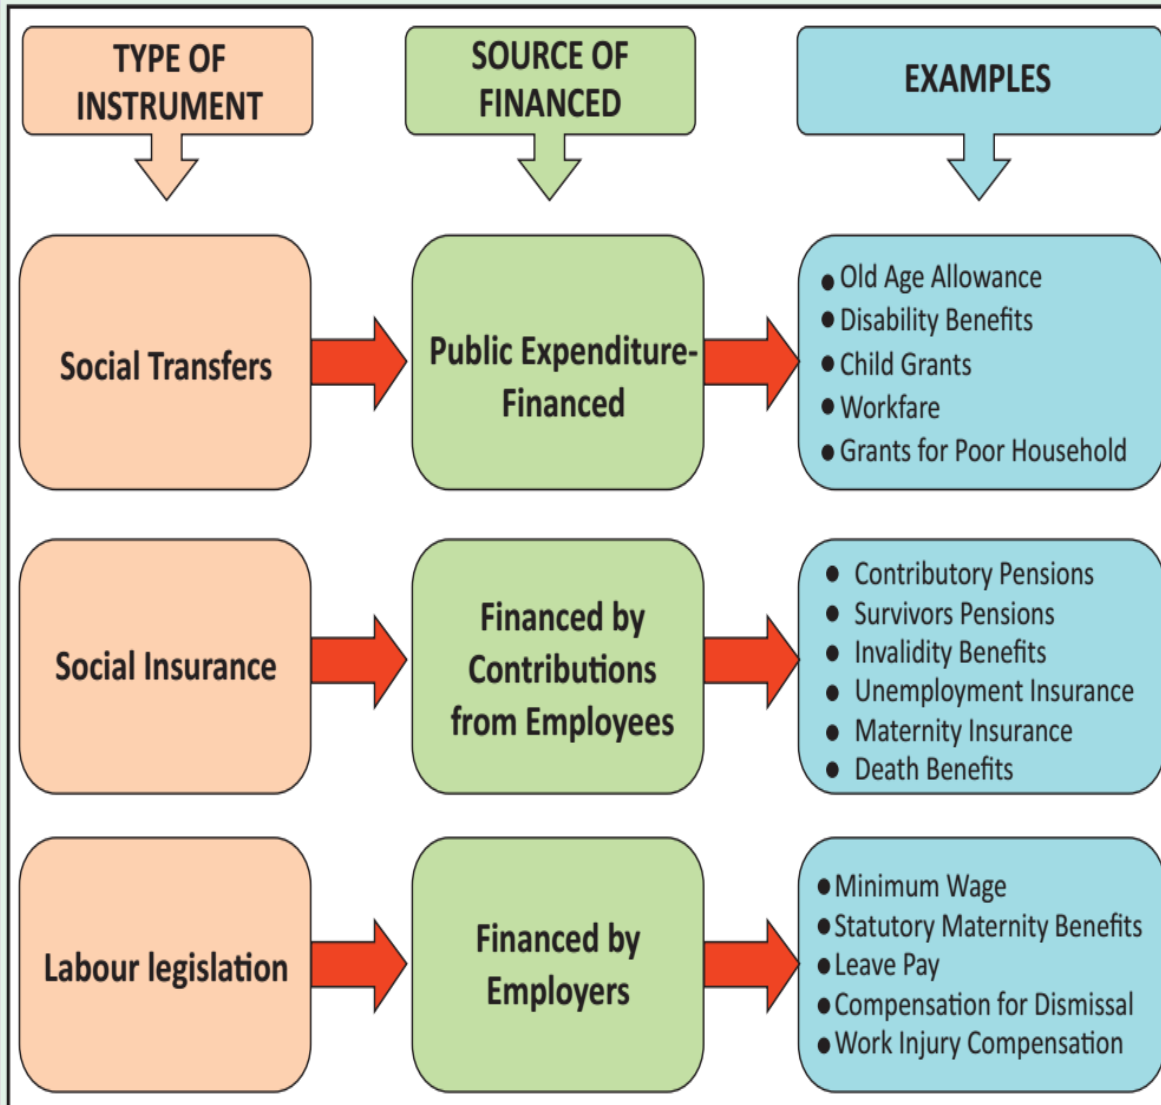 TYPE OF
INSTRUMENT
SOURCE OF
FINANCED
EXAMPLES
Social Transfers
Public Expenditure-
Financed
● Old Age Allowance
● Disability Benefits
● Child Grants
● Workfare
● Grants for Poor Household
Social Insurance
Financed by
Contributions
from Employees
● Contributory Pensions
● Survivors Pensions
● Invalidity Benefits
● Unemployment Insurance
● Maternity Insurance
● Death Benefits
Labour legislation
Financed by
Employers
● Minimum Wage
● Statutory Maternity Benefits
● Leave Pay
● Compensation for Dismissal
● Work Injury Compensation